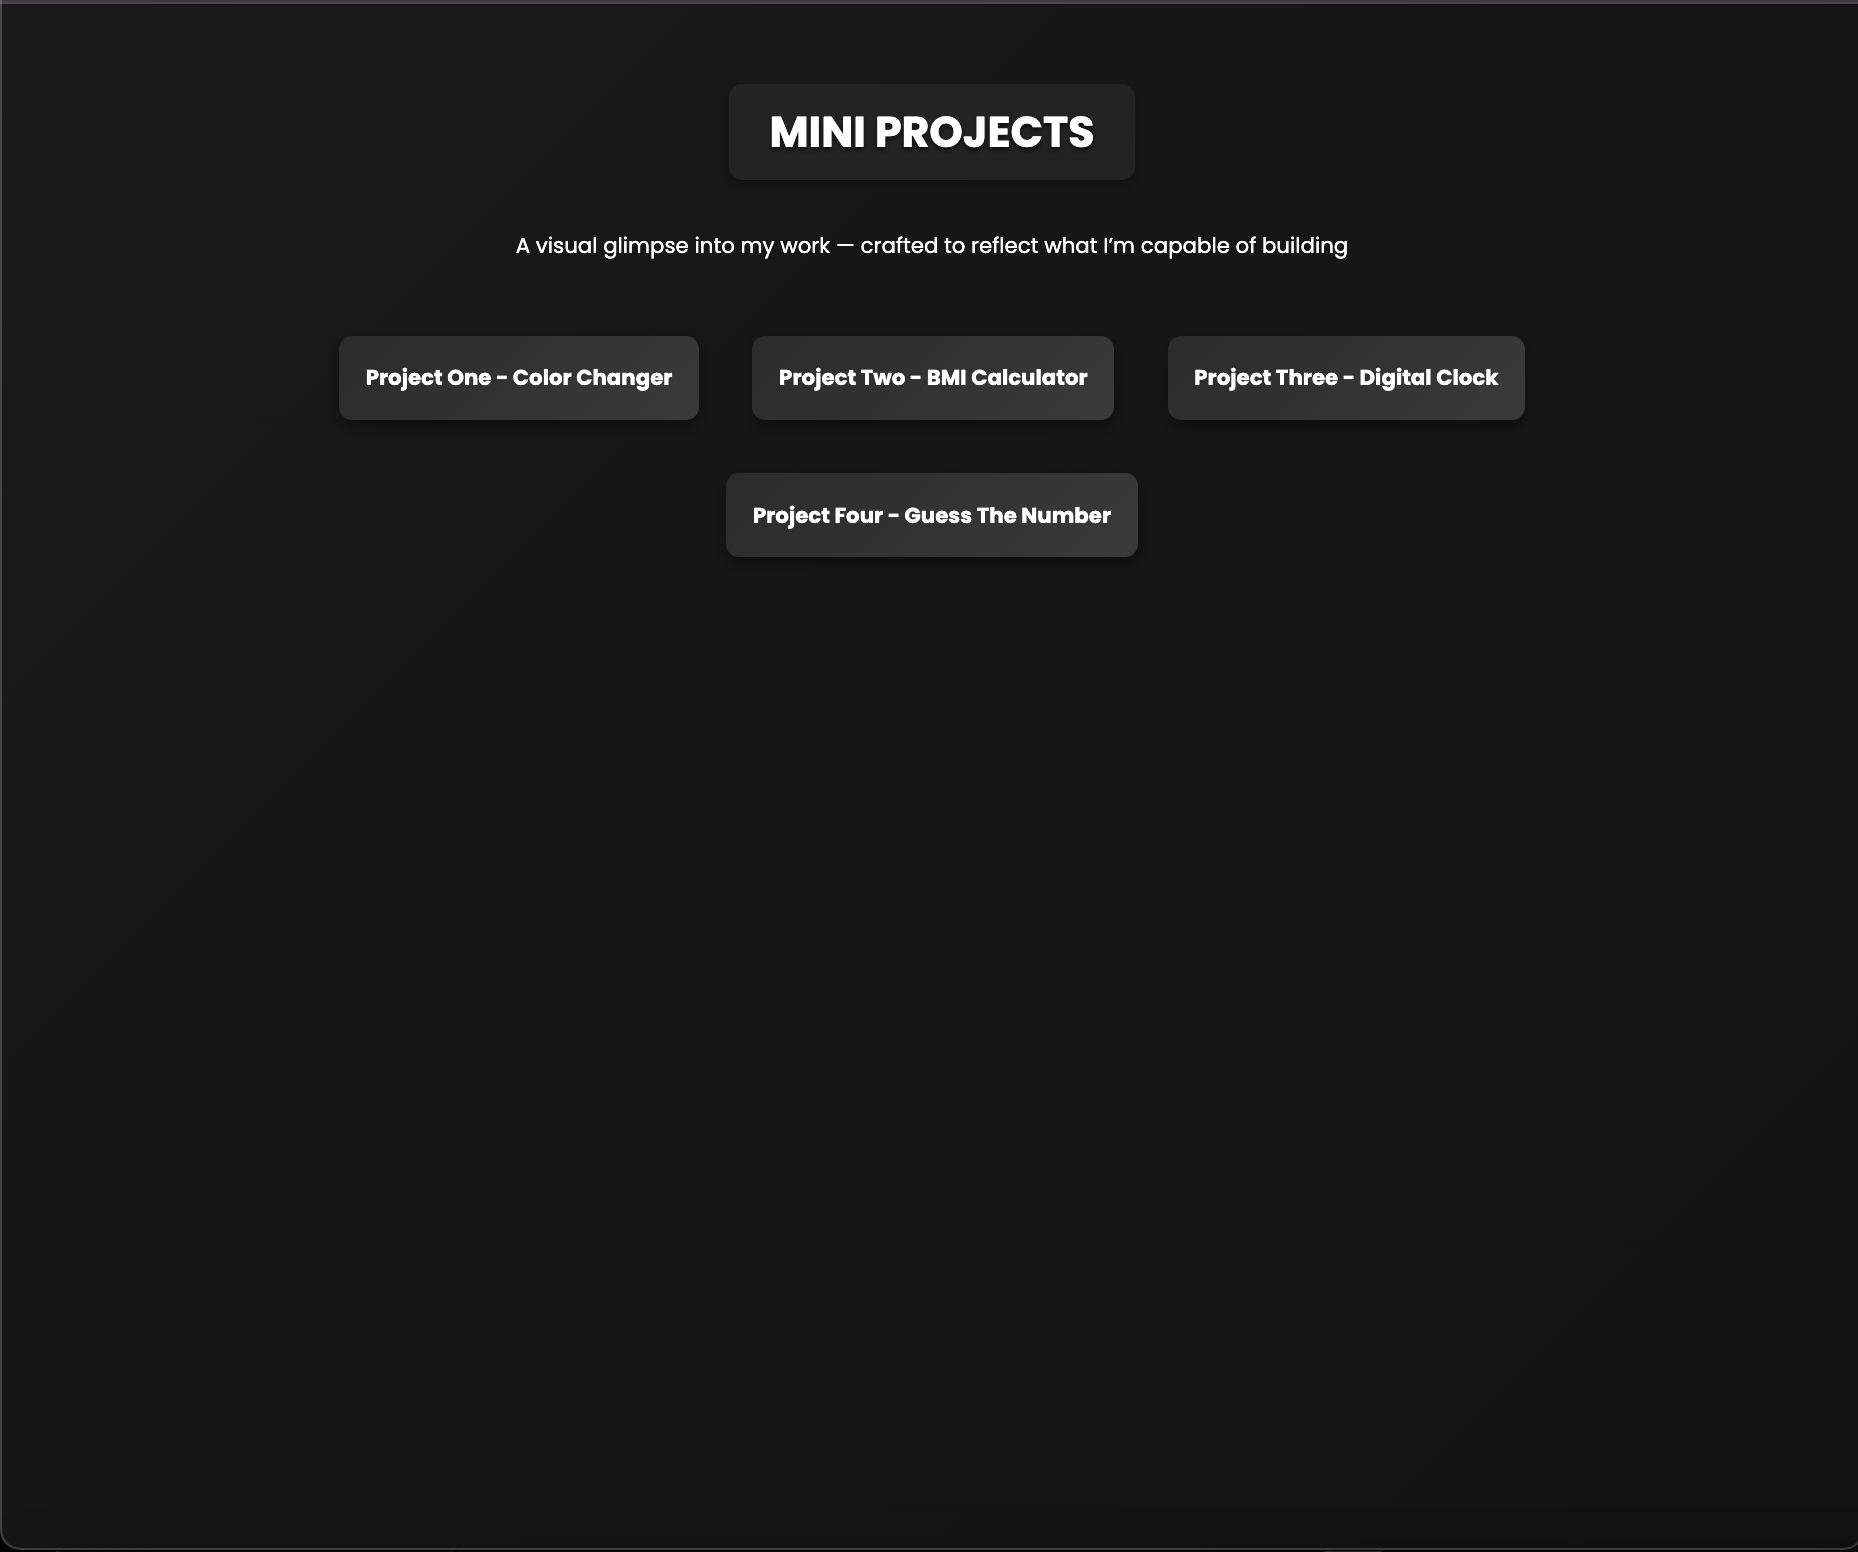 MINI PROJECTS
A visual glimpse into my work — crafted to reflect what I’m capable of building
Project One - Color Changer
Project Two - BMI Calculator
Project Three - Digital Clock
Project Four - Guess The Number